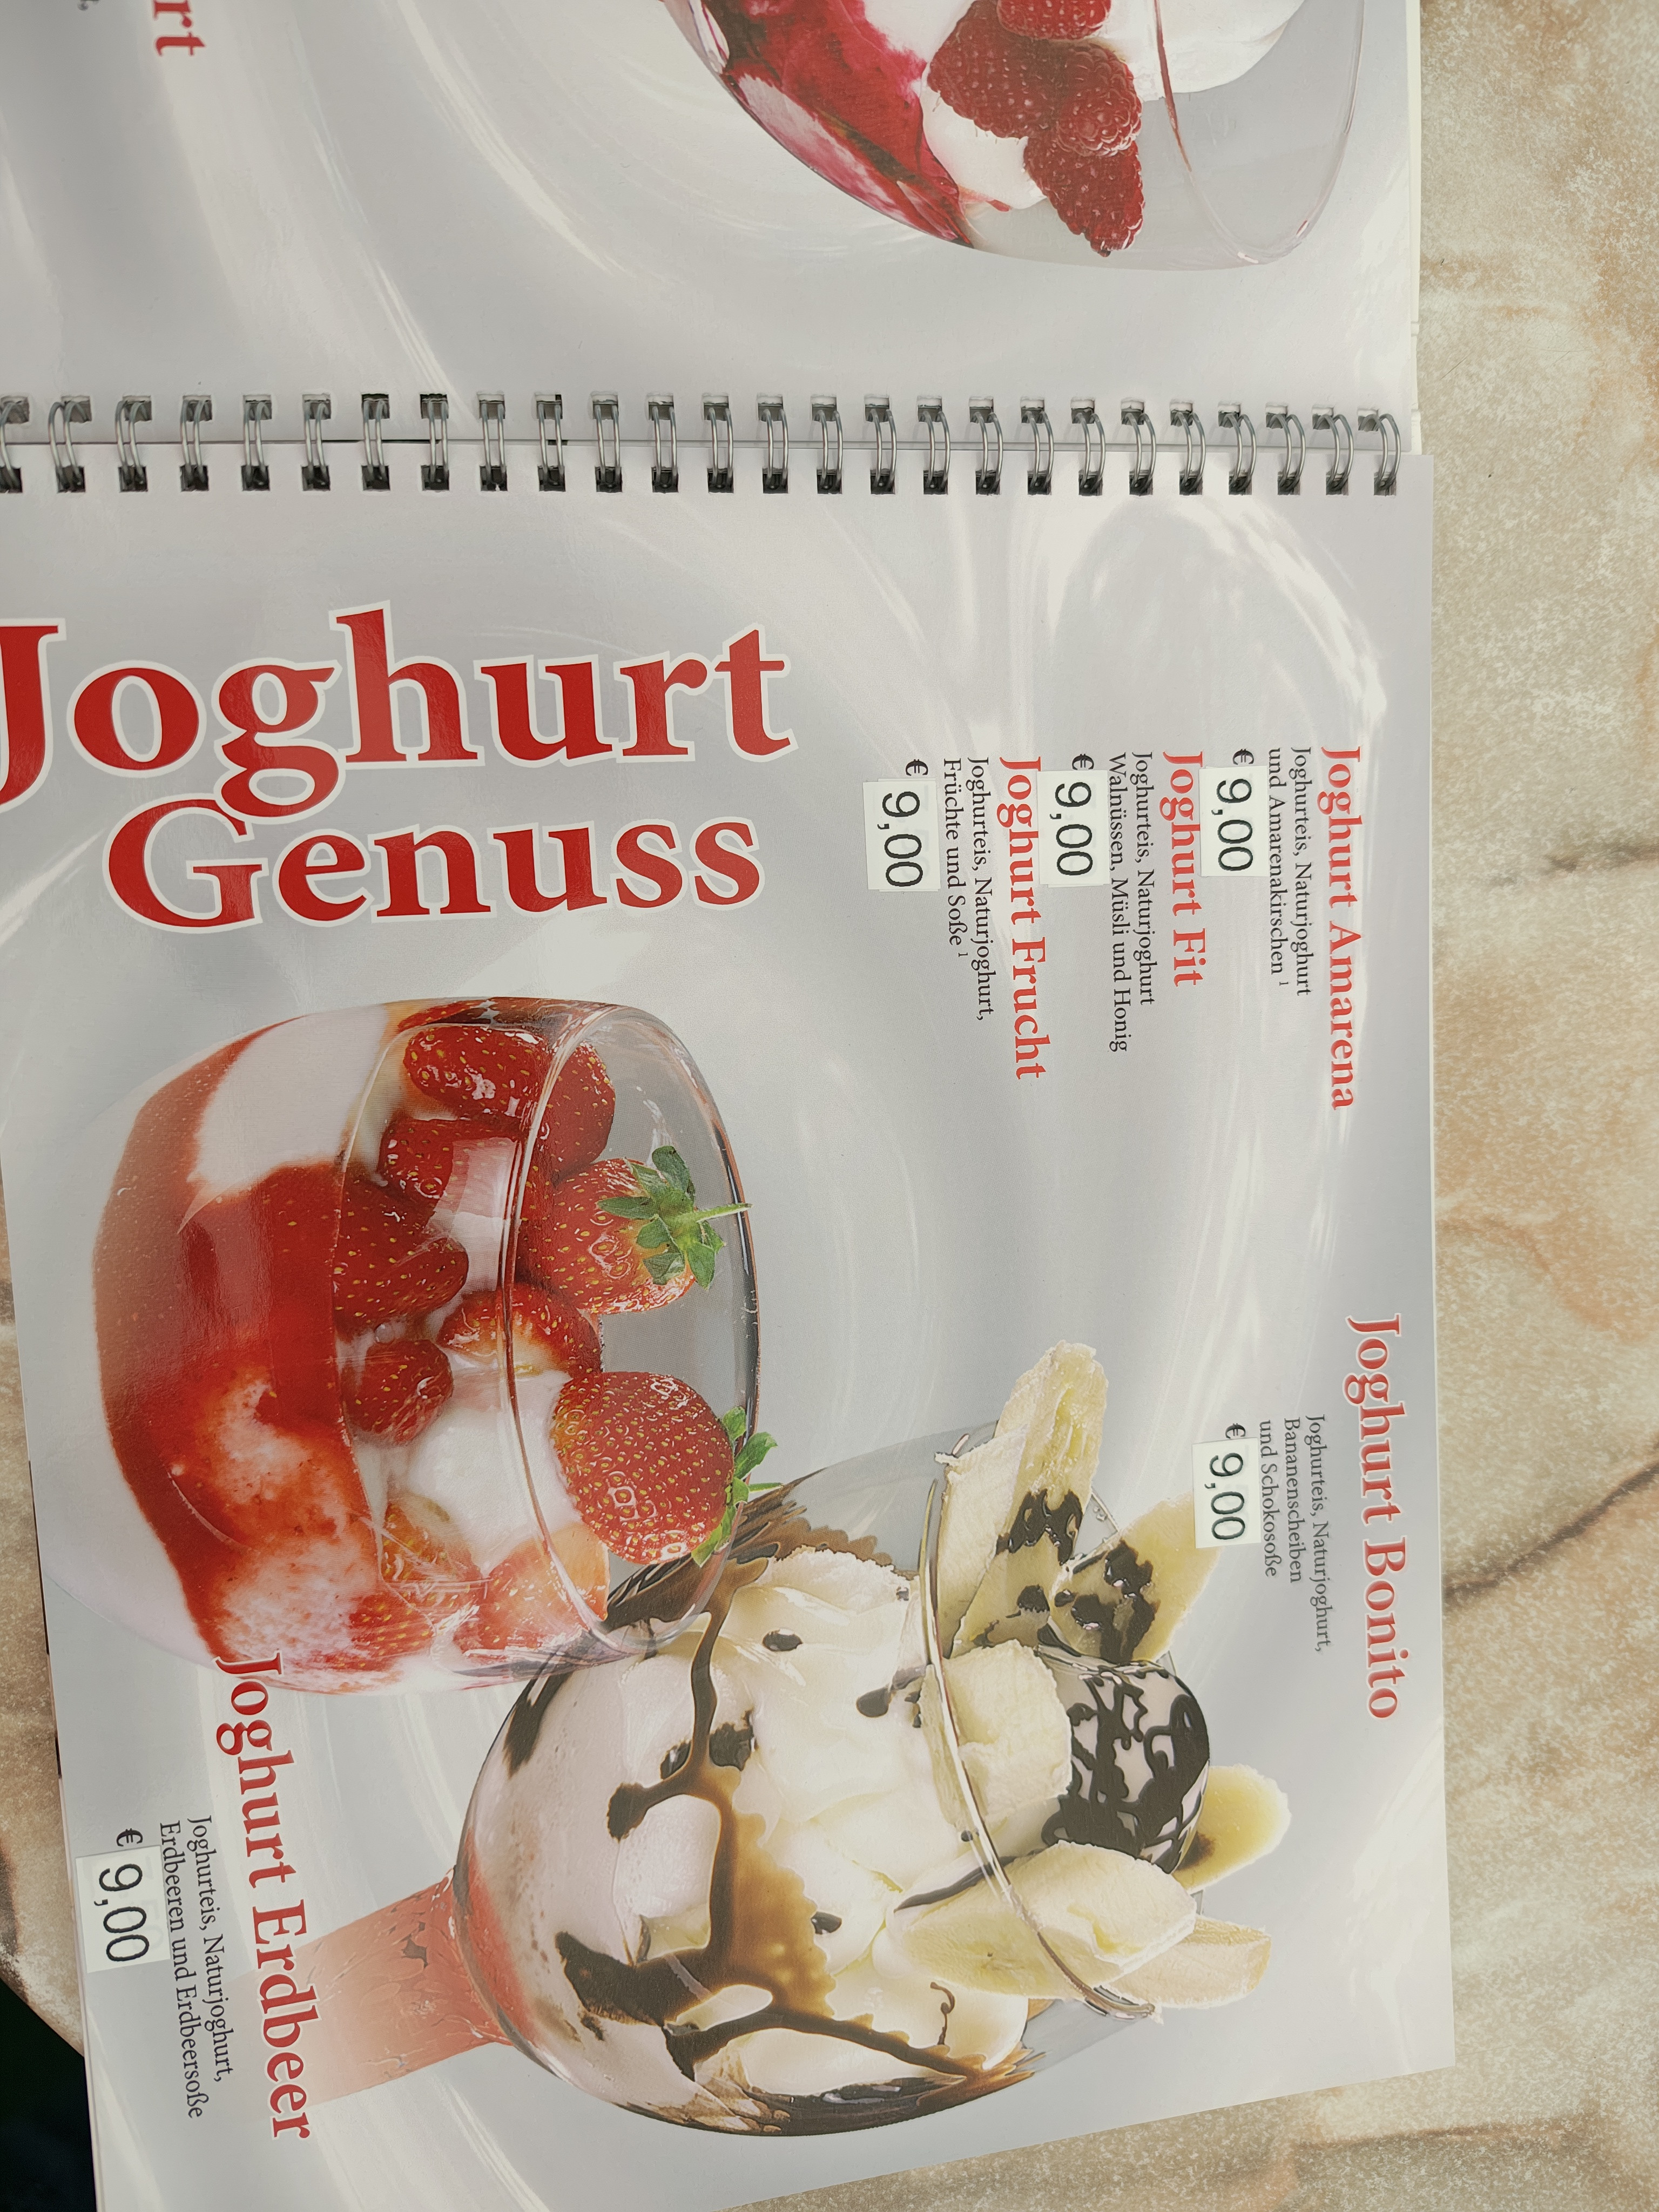 Joghurt Amarena
Joghurteis, Naturjoghurt
und Amarenakirschen ¹
€ 9,00
Joghurt Fit
Joghurteis, Naturjoghurt
Walnüssen, Müsli und Honig
€ 9,00
Joghurt Frucht
Joghurteis, Naturjoghurt,
Früchte und Soße ¹
€ 9,00
Joghurt Bonito
Joghurteis, Naturjoghurt,
Bananenscheiben
und Schokosoße
€ 9,00
Joghurt
Genuss
Joghurt Erdbeer
Joghurteis, Naturjoghurt,
Erdbeeren und Erdbeersoße
€ 9,00